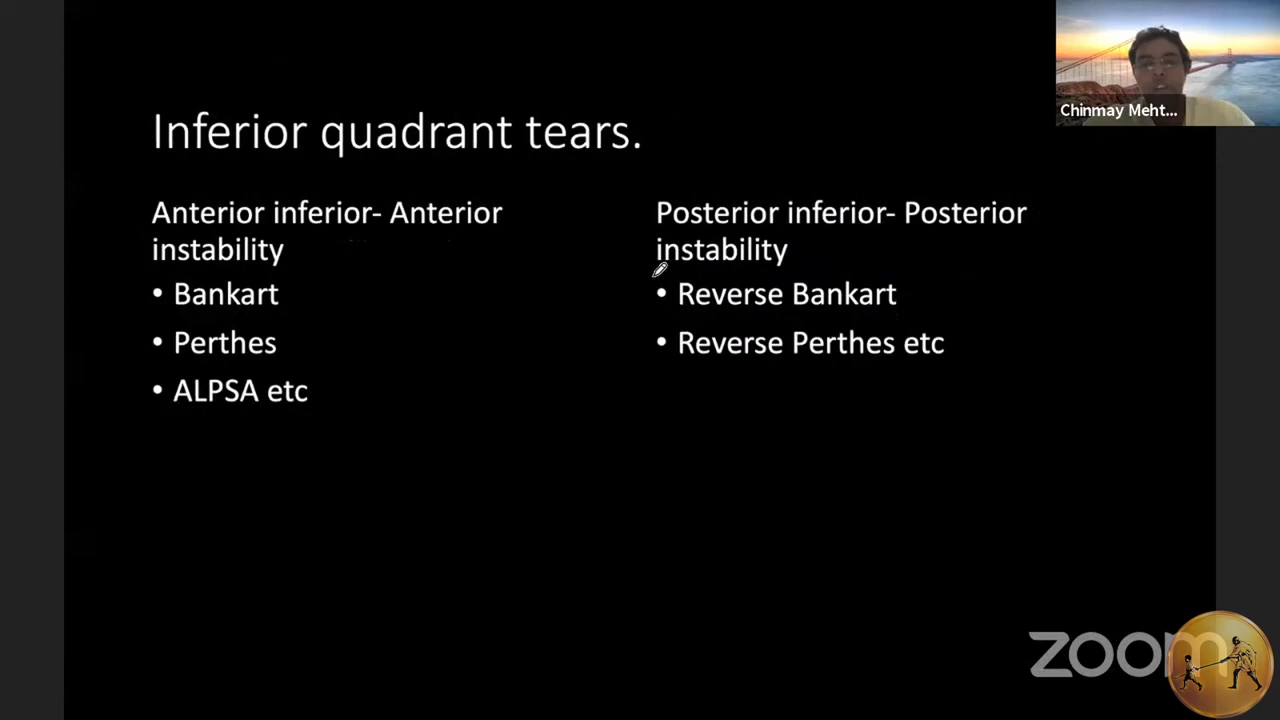 Chinmay Meht...
Inferior quadrant tears.
Anterior inferior- Anterior
instability
• Bankart
• Perthes
• ALPSA etc
Posterior inferior- Posterior
instability
• Reverse Bankart
• Reverse Perthes etc
zoom